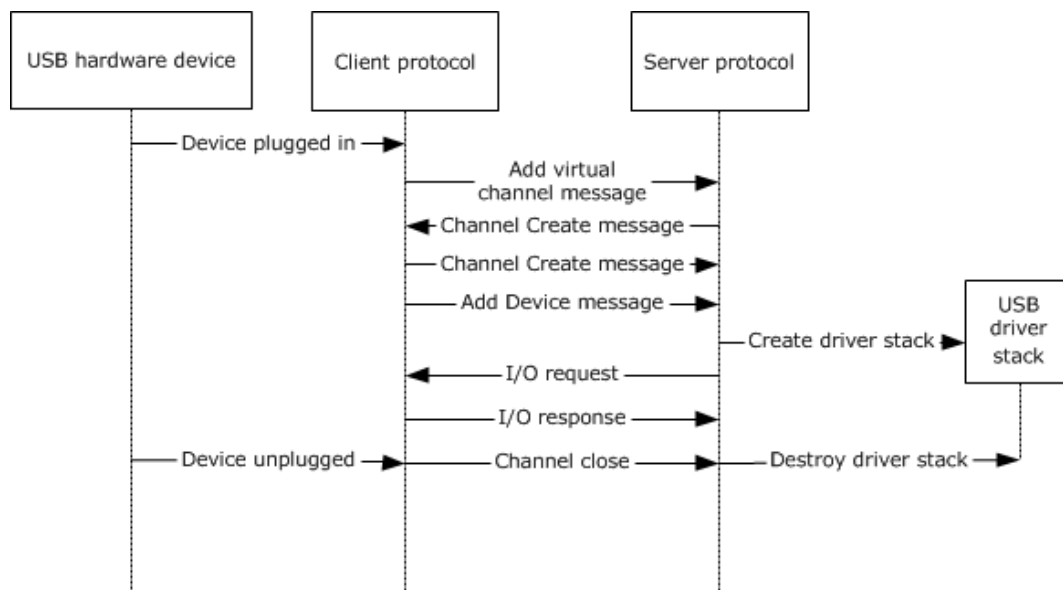 USB hardware device
Client protocol
Server protocol
Device plugged in
Add virtual
channel message
Channel Create message
Channel Create message
Add Device message
USB
driver
stack
Create driver stack
I/O request
I/O response
Device unplugged
Channel close
Destroy driver stack